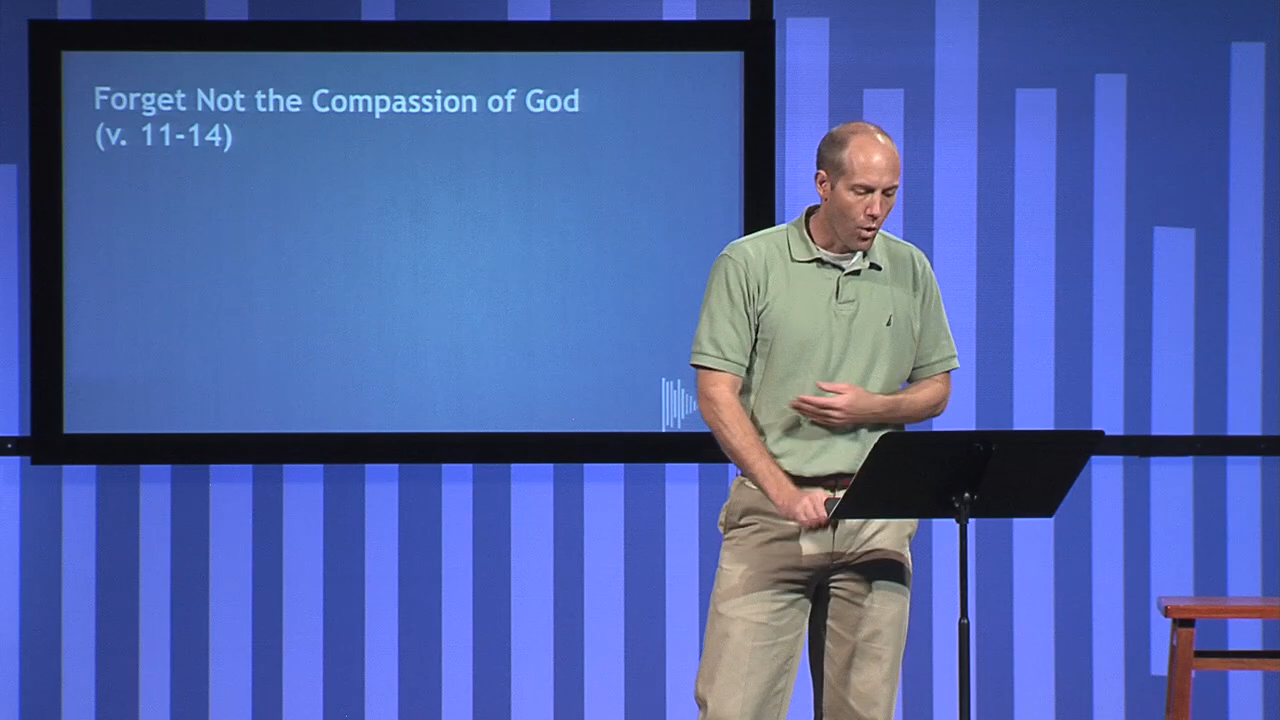 Forget Not the Compassion of God
(v. 11-14)